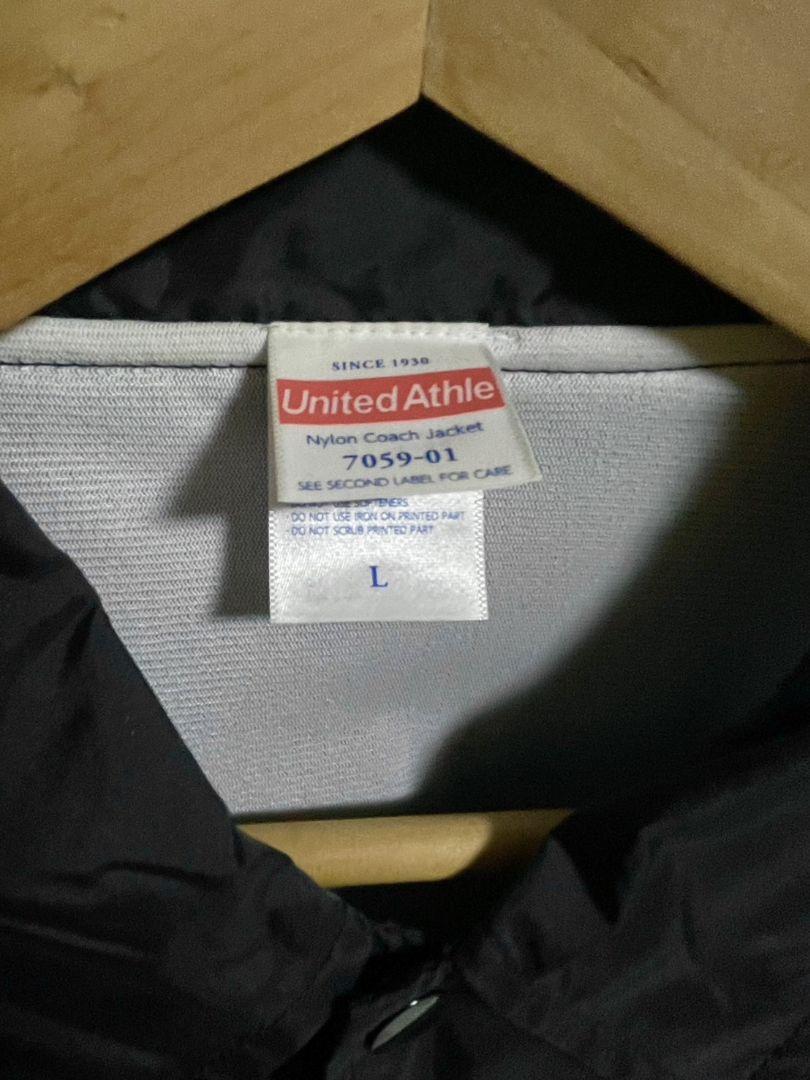 SINCE 1930
United Athle
Nylon Coach Jacket
7059-01
SEE SECOND LABEL FOR CARE
SOFTENERS
·DO NOT USE IRON ON PRINTED PART
·DO NOT SCRUB PRINTED PART
L